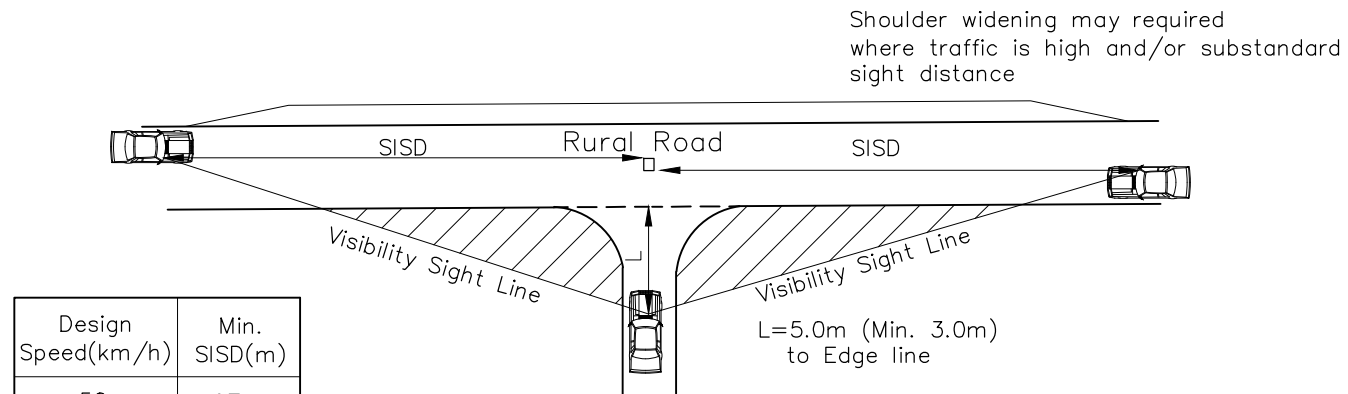 Shoulder widening may required
where traffic is high and/or substandard
sight distance
Rural Road
SISD
SISD
Visibility Sight Line
Visibility Sight Line
L
L=5.0m (Min. 3.0m)
to Edge line
Design
Speed(km/h)
Min.
SISD(m)